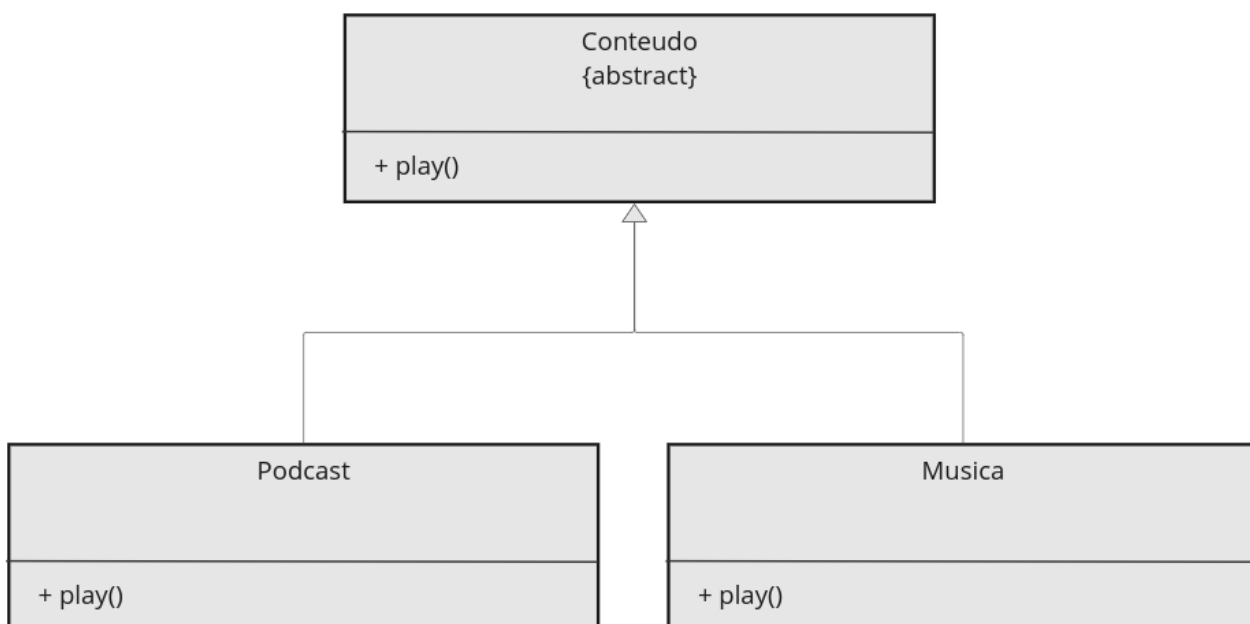 Conteudo
{abstract}
+ play()
Podcast
Musica
+ play()
+ play()